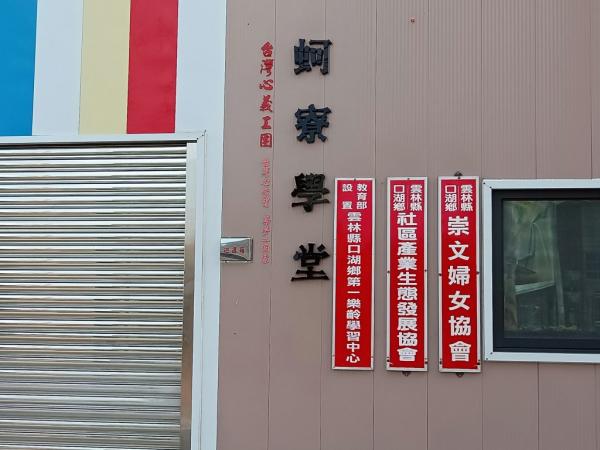 蚵寮學堂
台灣心義工團
教育部
設置
雲林縣口湖鄉第一樂齡學習中心
雲林縣
口湖鄉
社區產業生態發展協會
雲林縣
口湖鄉
崇文婦女協會